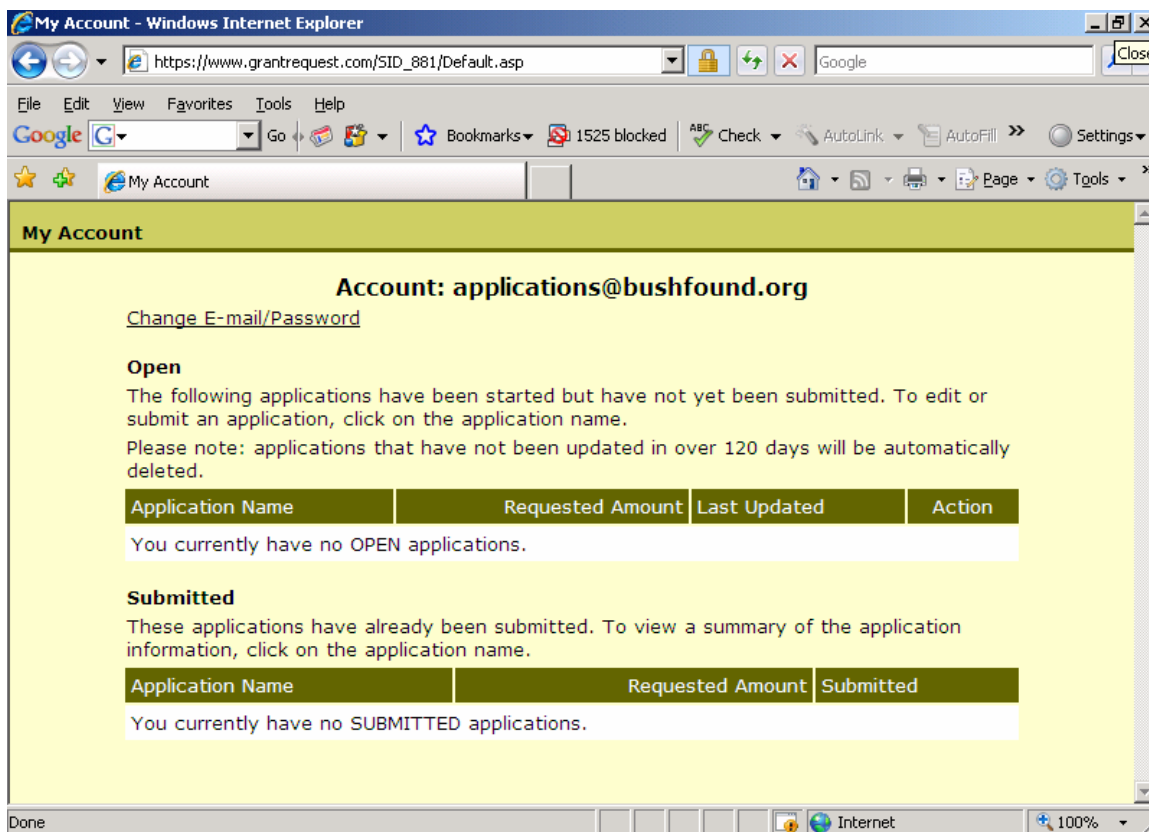 My Account - Windows Internet Explorer
https://www.grantrequest.com/SID_881/Default.asp
Google
Close
File Edit View Favorites Tools Help
Google G Go Bookmarks 1525 blocked ABC Check AutoLink AutoFill » Settings
My Account Page Tools »
My Account
Account: applications@bushfound.org
Change E-mail/Password
Open
The following applications have been started but have not yet been submitted. To edit or
submit an application, click on the application name.
Please note: applications that have not been updated in over 120 days will be automatically
deleted.
Application Name Requested Amount Last Updated Action
You currently have no OPEN applications.
Submitted
These applications have already been submitted. To view a summary of the application
information, click on the application name.
Application Name Requested Amount Submitted
You currently have no SUBMITTED applications.
Done Internet 100%